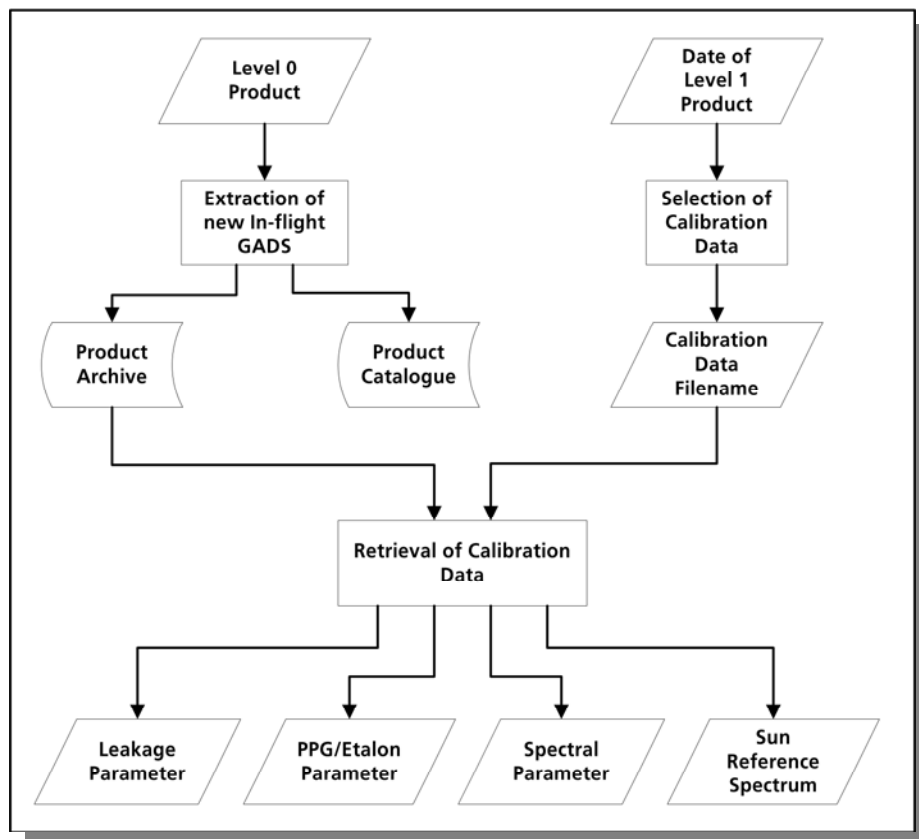 Level 0
Product
Date of
Level 1
Product
Extraction of
new In-flight
GADS
Selection of
Calibration
Data
Product
Archive
Product
Catalogue
Calibration
Data
Filename
Retrieval of Calibration
Data
Leakage
Parameter
PPG/Etalon
Parameter
Spectral
Parameter
Sun
Reference
Spectrum